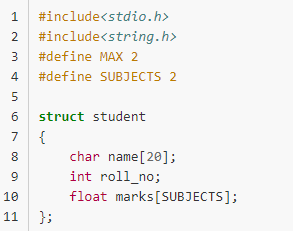 1 #include<stdio.h>
2 #include<string.h>
3 #define MAX 2
4 #define SUBJECTS 2
5
6 struct student
7 {
8     char name[20];
9     int roll_no;
10     float marks[SUBJECTS];
11 };